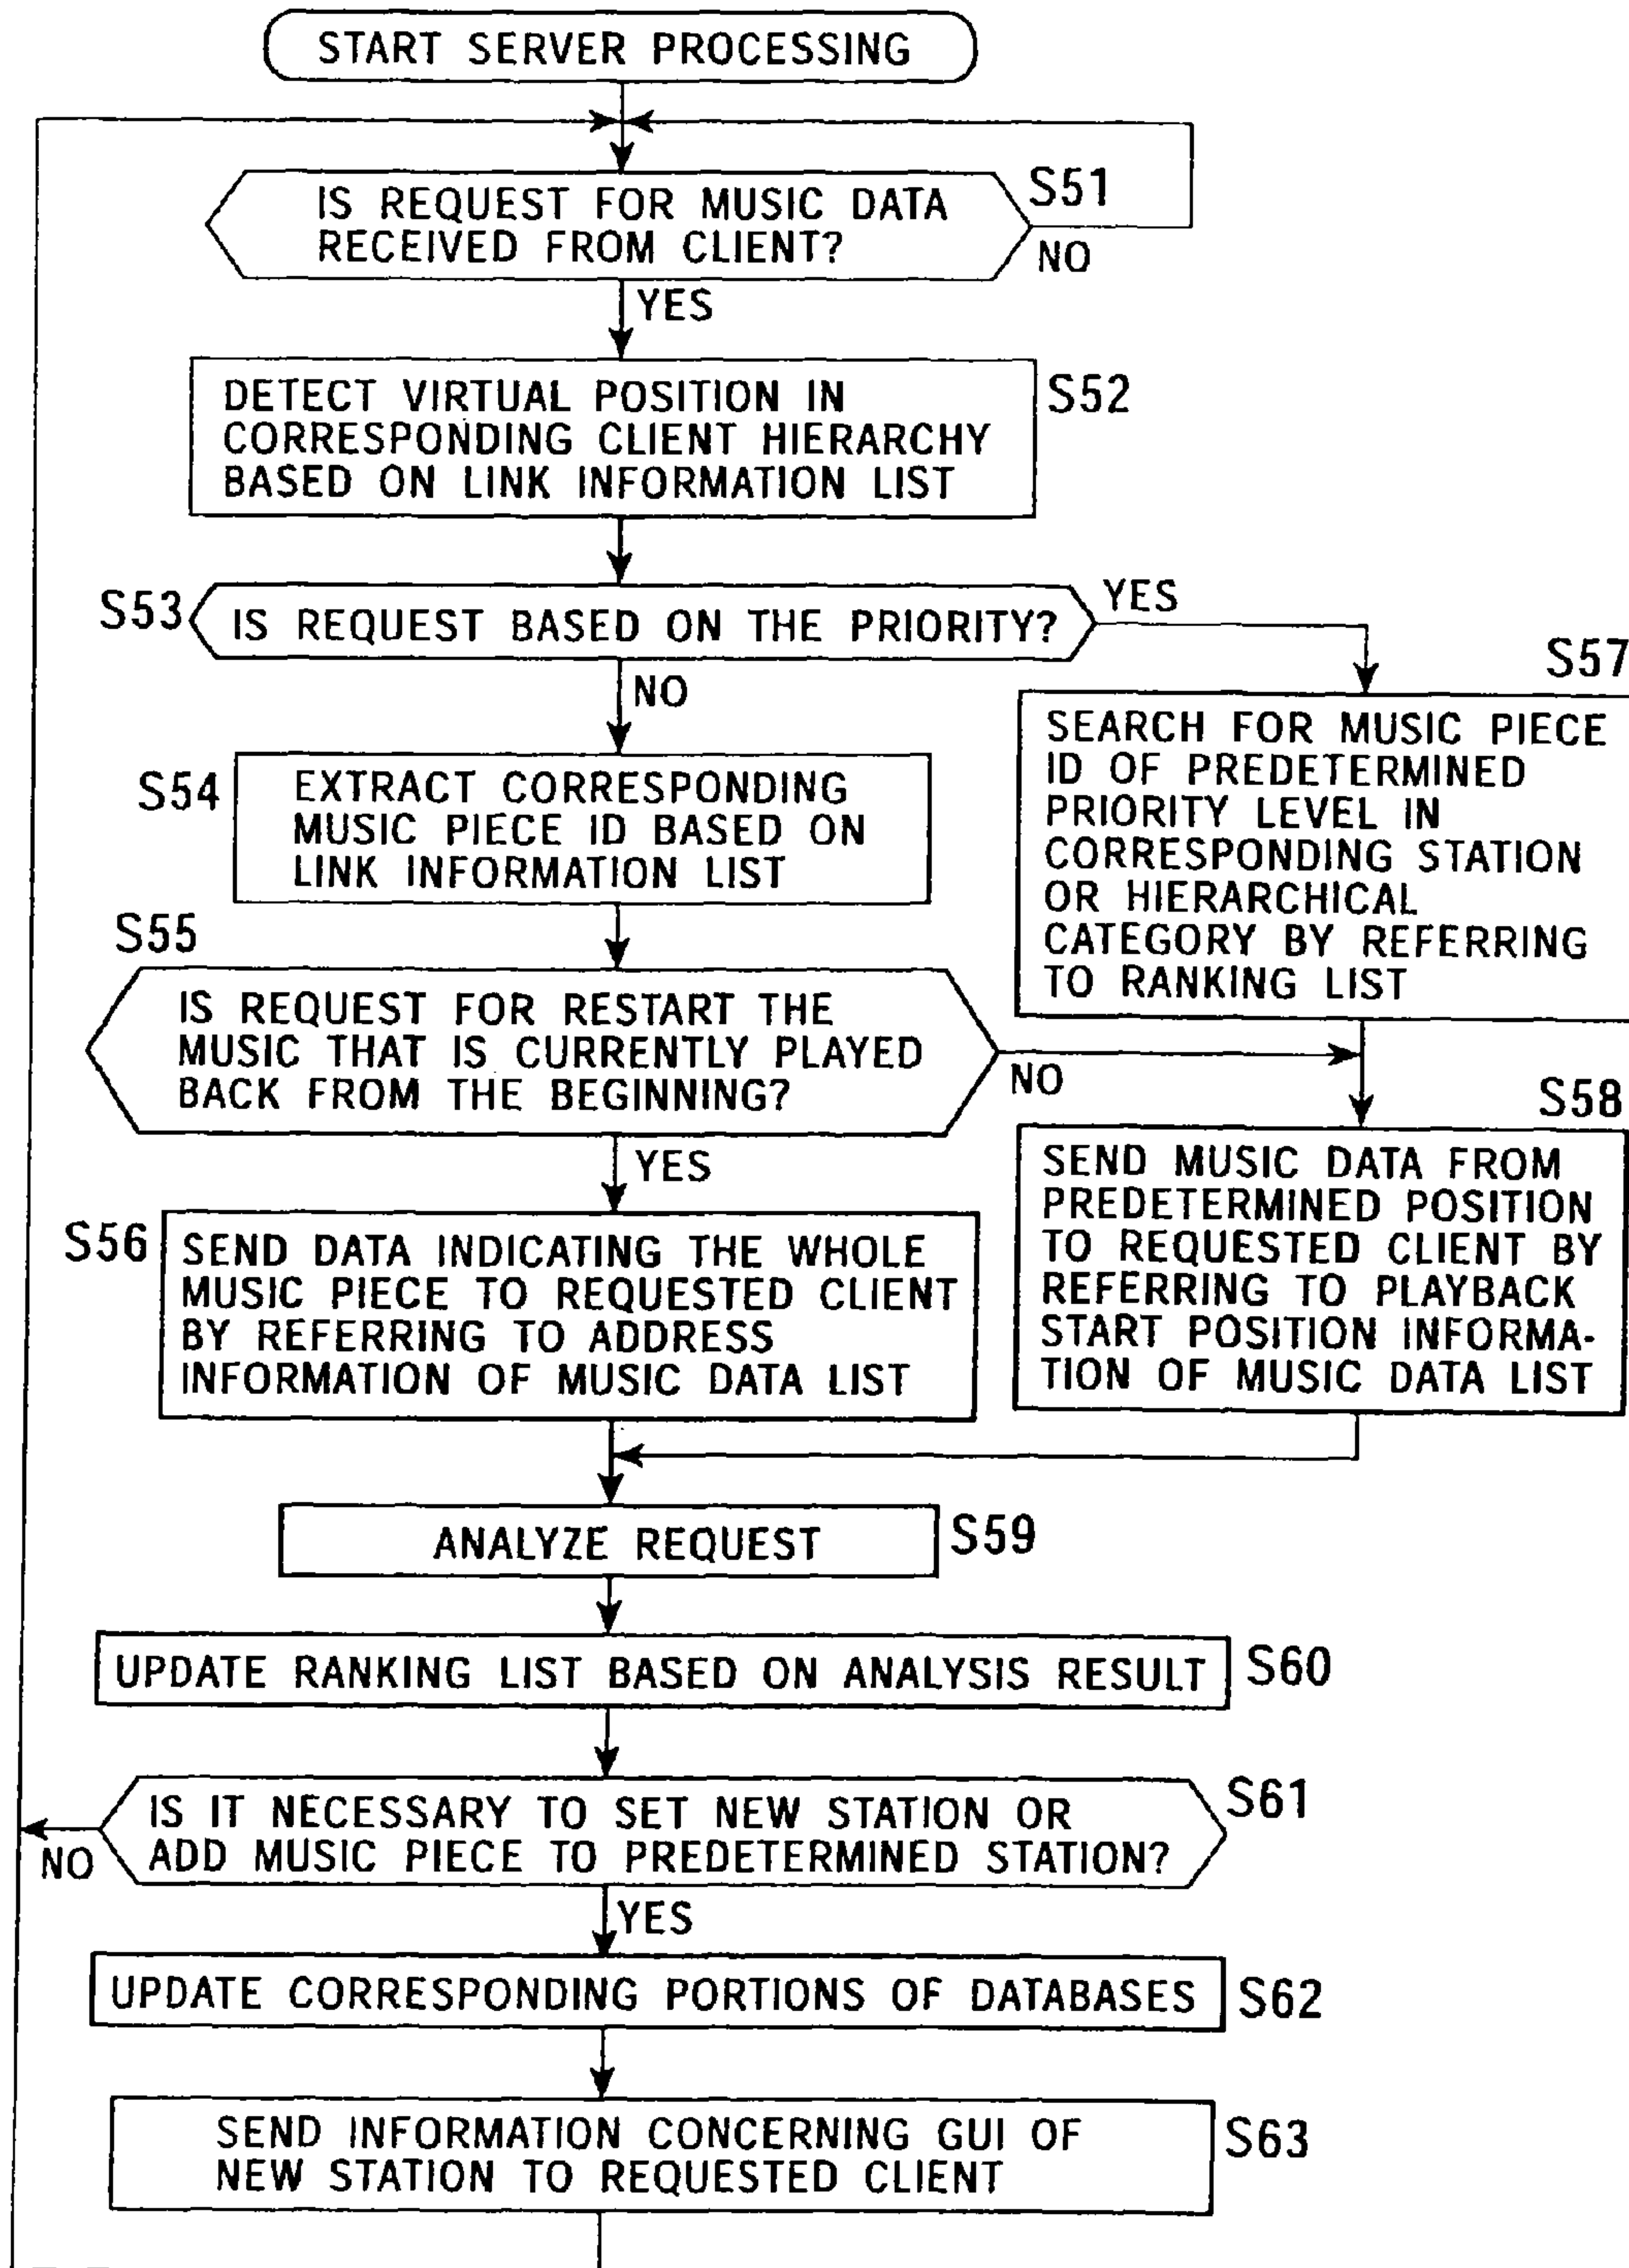 START SERVER PROCESSING
IS REQUEST FOR MUSIC DATA
RECEIVED FROM CLIENT?
S51
NO
YES
DETECT VIRTUAL POSITION IN
CORRESPONDING CLIENT HIERARCHY
BASED ON LINK INFORMATION LIST
S52
S53
IS REQUEST BASED ON THE PRIORITY?
YES
NO
S57
SEARCH FOR MUSIC PIECE
ID OF PREDETERMINED
PRIORITY LEVEL IN
CORRESPONDING STATION
OR HIERARCHICAL
CATEGORY BY REFERRING
TO RANKING LIST
S54
EXTRACT CORRESPONDING
MUSIC PIECE ID BASED ON
LINK INFORMATION LIST
S55
IS REQUEST FOR RESTART THE
MUSIC THAT IS CURRENTLY PLAYED
BACK FROM THE BEGINNING?
NO
YES
S58
SEND MUSIC DATA FROM
PREDETERMINED POSITION
TO REQUESTED CLIENT BY
REFERRING TO PLAYBACK
START POSITION INFORMA-
TION OF MUSIC DATA LIST
S56
SEND DATA INDICATING THE WHOLE
MUSIC PIECE TO REQUESTED CLIENT
BY REFERRING TO ADDRESS
INFORMATION OF MUSIC DATA LIST
ANALYZE REQUEST
S59
UPDATE RANKING LIST BASED ON ANALYSIS RESULT
S60
IS IT NECESSARY TO SET NEW STATION OR
ADD MUSIC PIECE TO PREDETERMINED STATION?
S61
NO
YES
UPDATE CORRESPONDING PORTIONS OF DATABASES
S62
SEND INFORMATION CONCERNING GUI OF
NEW STATION TO REQUESTED CLIENT
S63